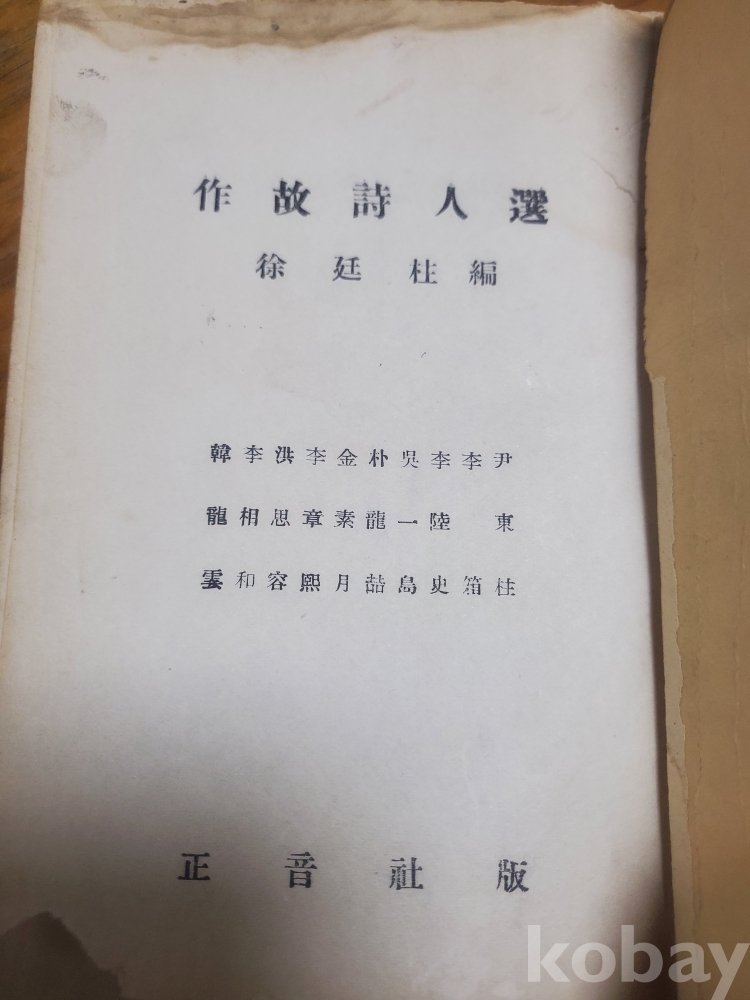 作故詩人選
徐廷柱編
韓龍雲
李相和
洪思容
李章熙
金素月
朴龍喆
吳一島
李陸史
李箱
尹東柱
正音社版
kobay